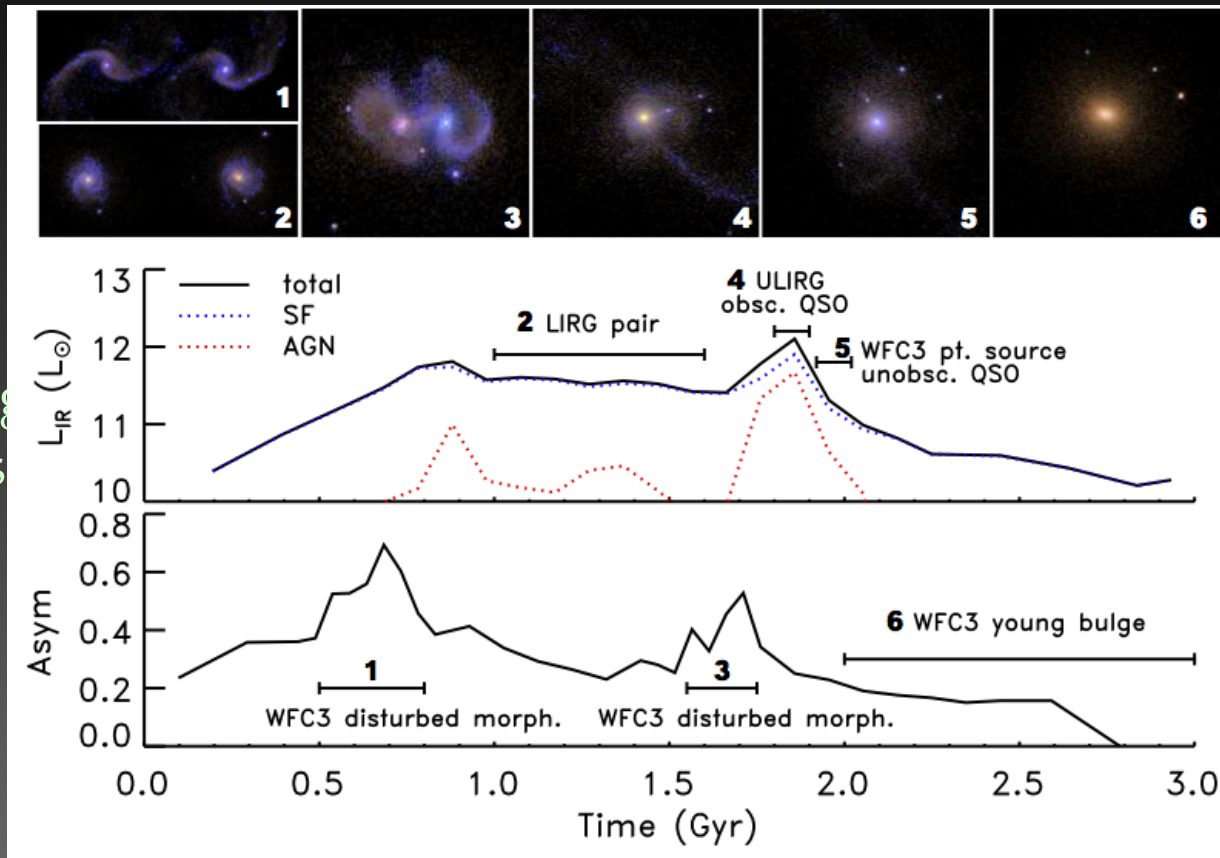 1
2
3
4
5
6
13
12
11
10
L_IR (L_☉)
total
SF
AGN
2 LIRG pair
4 ULIRG
obsc. QSO
5 WFC3 pt. source
unobsc. QSO
0.8
0.6
0.4
0.2
0.0
Asym
1
WFC3 disturbed morph.
3
WFC3 disturbed morph.
6 WFC3 young bulge
0.0 0.5 1.0 1.5 2.0 2.5 3.0
Time (Gyr)